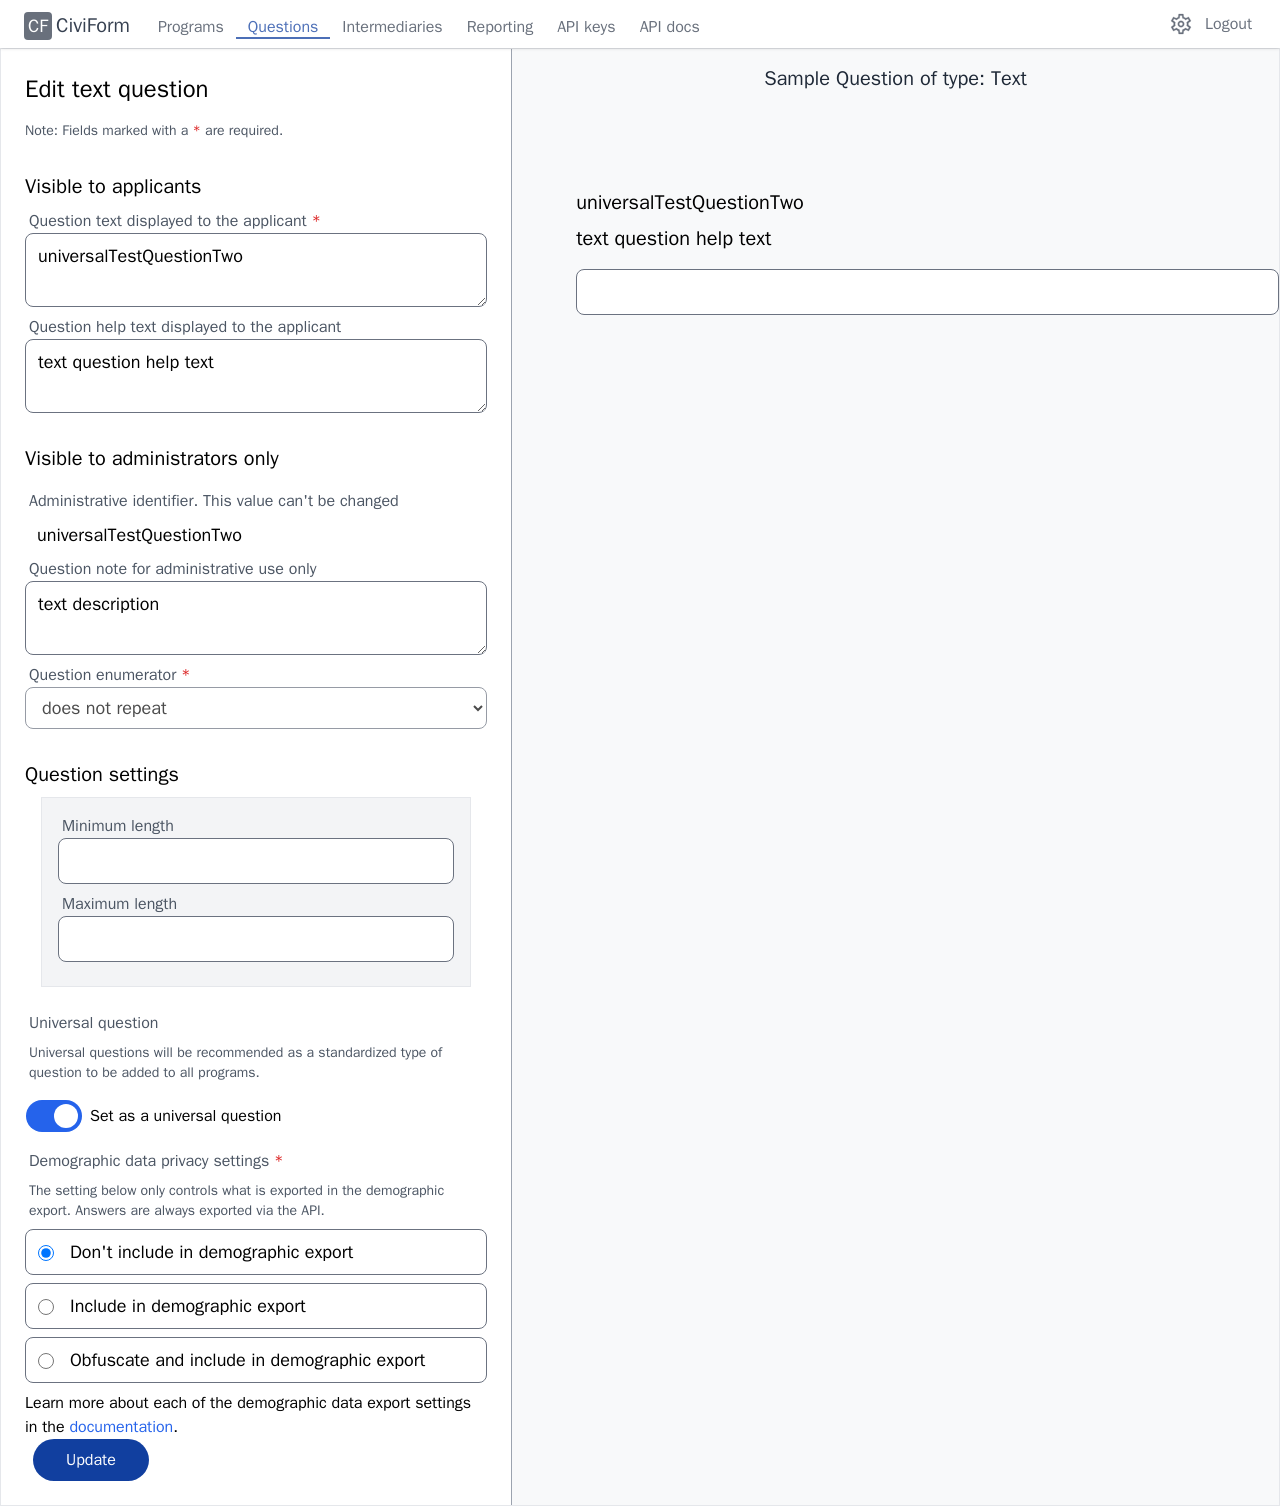 CF CiviForm Programs Questions Intermediaries Reporting API keys API docs Logout
Edit text question
Note: Fields marked with a * are required.
Visible to applicants
Question text displayed to the applicant *
universalTestQuestionTwo
Question help text displayed to the applicant
text question help text
Visible to administrators only
Administrative identifier. This value can't be changed
universalTestQuestionTwo
Question note for administrative use only
text description
Question enumerator *
does not repeat
Question settings
Minimum length
Maximum length
Universal question
Universal questions will be recommended as a standardized type of
question to be added to all programs.
Set as a universal question
Demographic data privacy settings *
The setting below only controls what is exported in the demographic
export. Answers are always exported via the API.
Don't include in demographic export
Include in demographic export
Obfuscate and include in demographic export
Learn more about each of the demographic data export settings
in the documentation.
Update
Sample Question of type: Text
universalTestQuestionTwo
text question help text